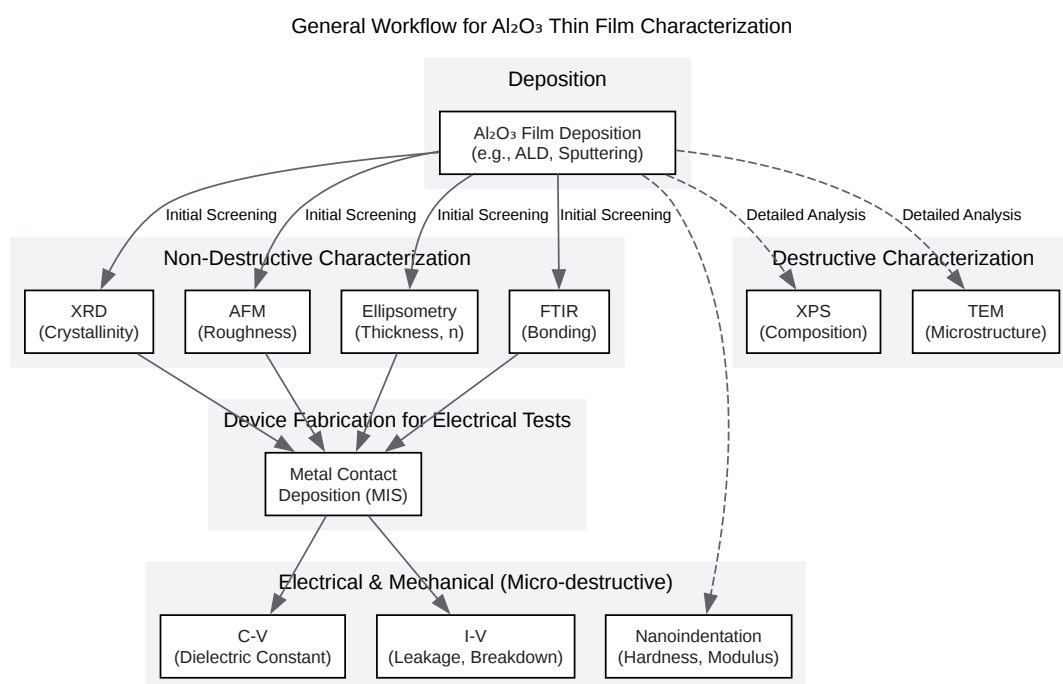 General Workflow for Al₂O₃ Thin Film Characterization
Deposition
Al₂O₃ Film Deposition
(e.g., ALD, Sputtering)
Initial Screening
Initial Screening
Initial Screening
Initial Screening
Detailed Analysis
Detailed Analysis
Non-Destructive Characterization
Destructive Characterization
XRD
(Crystallinity)
AFM
(Roughness)
Ellipsometry
(Thickness, n)
FTIR
(Bonding)
XPS
(Composition)
TEM
(Microstructure)
Device Fabrication for Electrical Tests
Metal Contact
Deposition (MIS)
Electrical & Mechanical (Micro-destructive)
C-V
(Dielectric Constant)
I-V
(Leakage, Breakdown)
Nanoindentation
(Hardness, Modulus)